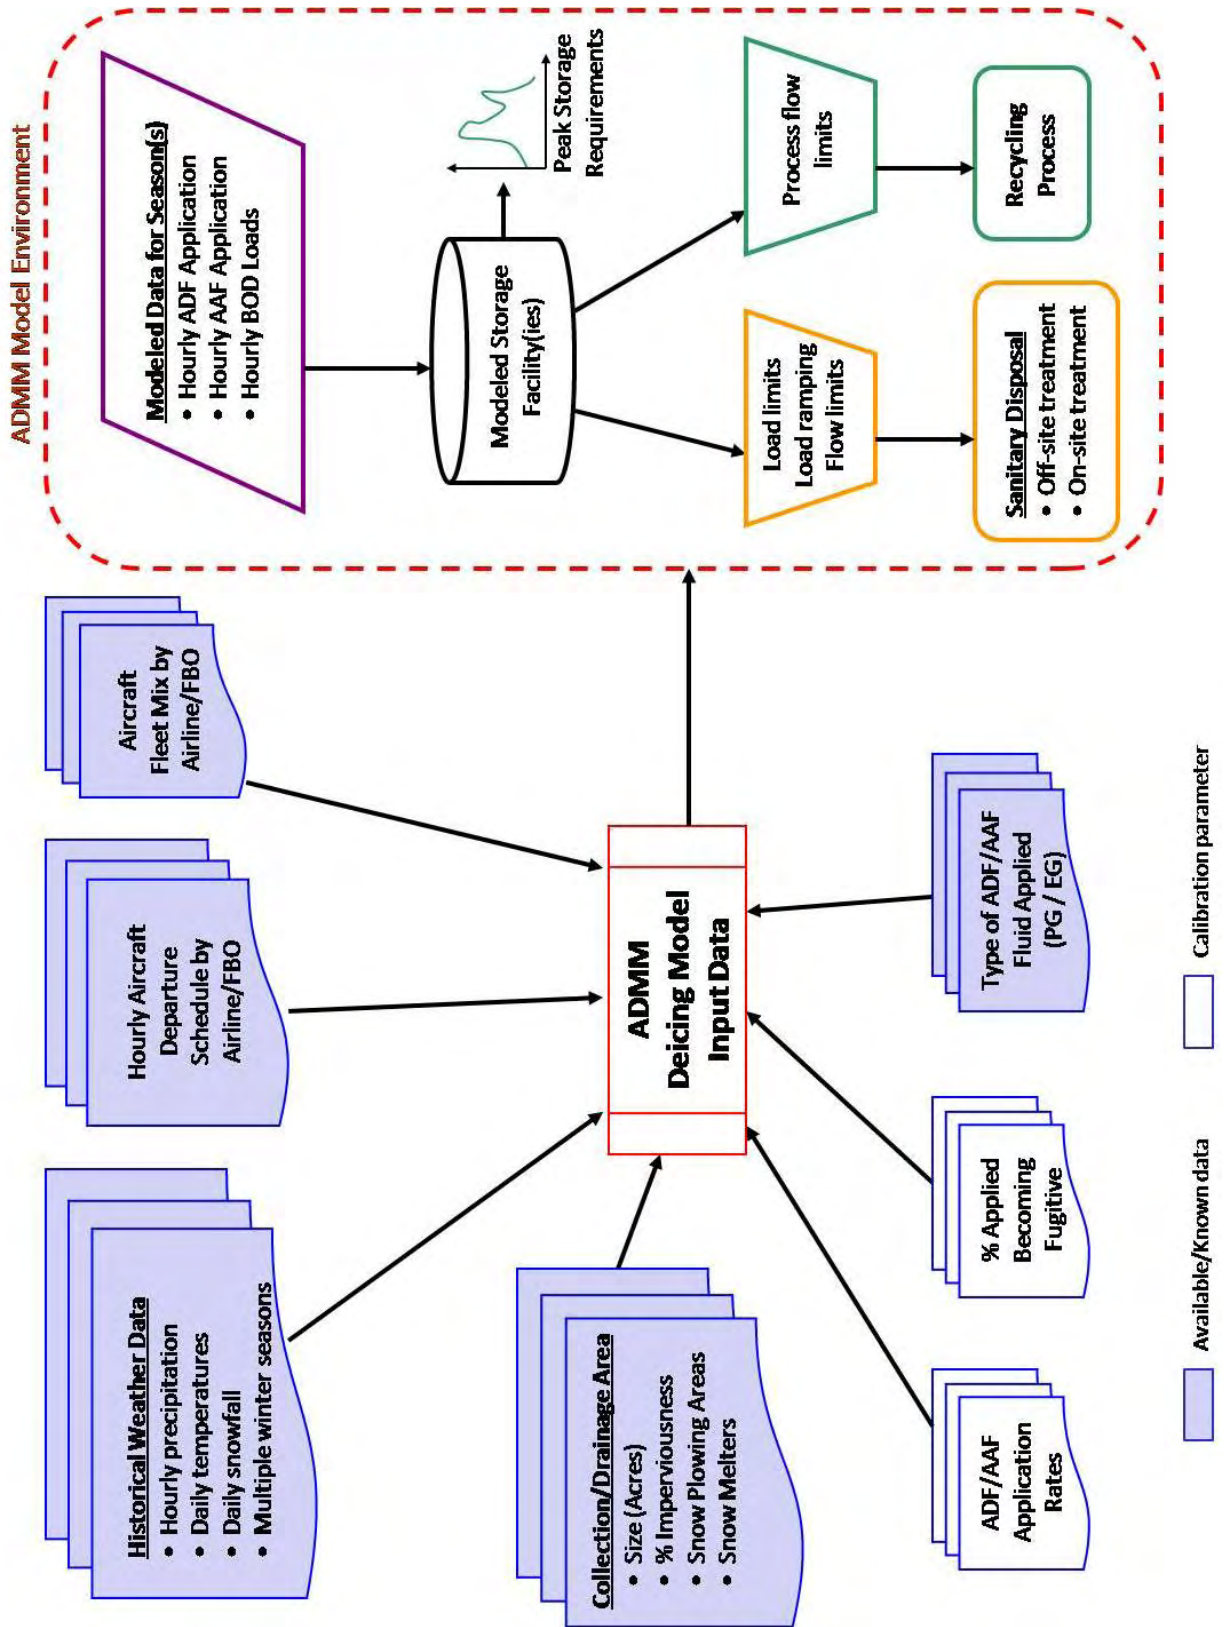 ADMM Model Environment
Historical Weather Data
• Hourly precipitation
• Daily temperatures
• Daily snowfall
• Multiple winter seasons
Hourly Aircraft
Departure
Schedule by
Airline/FBO
Aircraft
Fleet Mix by
Airline/FBO
Collection/Drainage Area
• Size (Acres)
• % Imperviousness
• Snow Plowing Areas
• Snow Melters
ADMM
Deicing Model
Input Data
ADF/AAF
Application
Rates
% Applied
Becoming
Fugitive
Type of ADF/AAF
Fluid Applied
(PG / EG)
Available/Known data
Calibration parameter
Modeled Data for Season(s)
• Hourly ADF Application
• Hourly AAF Application
• Hourly BOD Loads
Modeled Storage
Facility(ies)
Peak Storage
Requirements
Load limits
Load ramping
Flow limits
Process flow
limits
Sanitary Disposal
• Off-site treatment
• On-site treatment
Recycling
Process